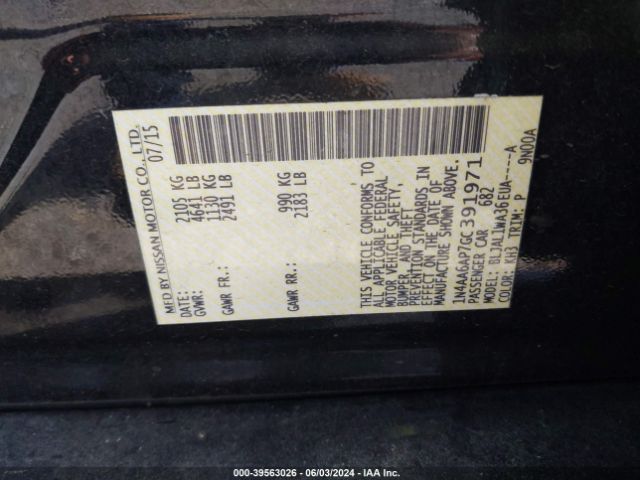 MFD BY NISSAN MOTOR CO., LTD.
DATE: 07/15
GVWR: 2105 KG
4641 LB
GAWR FR.: 1130 KG
2491 LB
GAWR RR.: 990 KG
2183 LB
THIS VEHICLE CONFORMS TO
ALL APPLICABLE FEDERAL
MOTOR VEHICLE SAFETY,
BUMPER, AND THEFT
PREVENTION STANDARDS IN
EFFECT ON THE DATE OF
MANUFACTURE SHOWN ABOVE.
1N4AA6AP7GC391971
PASSENGER CAR 682
MODEL: BLJAL1WA36EUA----A
COLOR: KH3 TRIM: P 9N00A
000-39563026 - 06/03/2024 - IAA Inc.